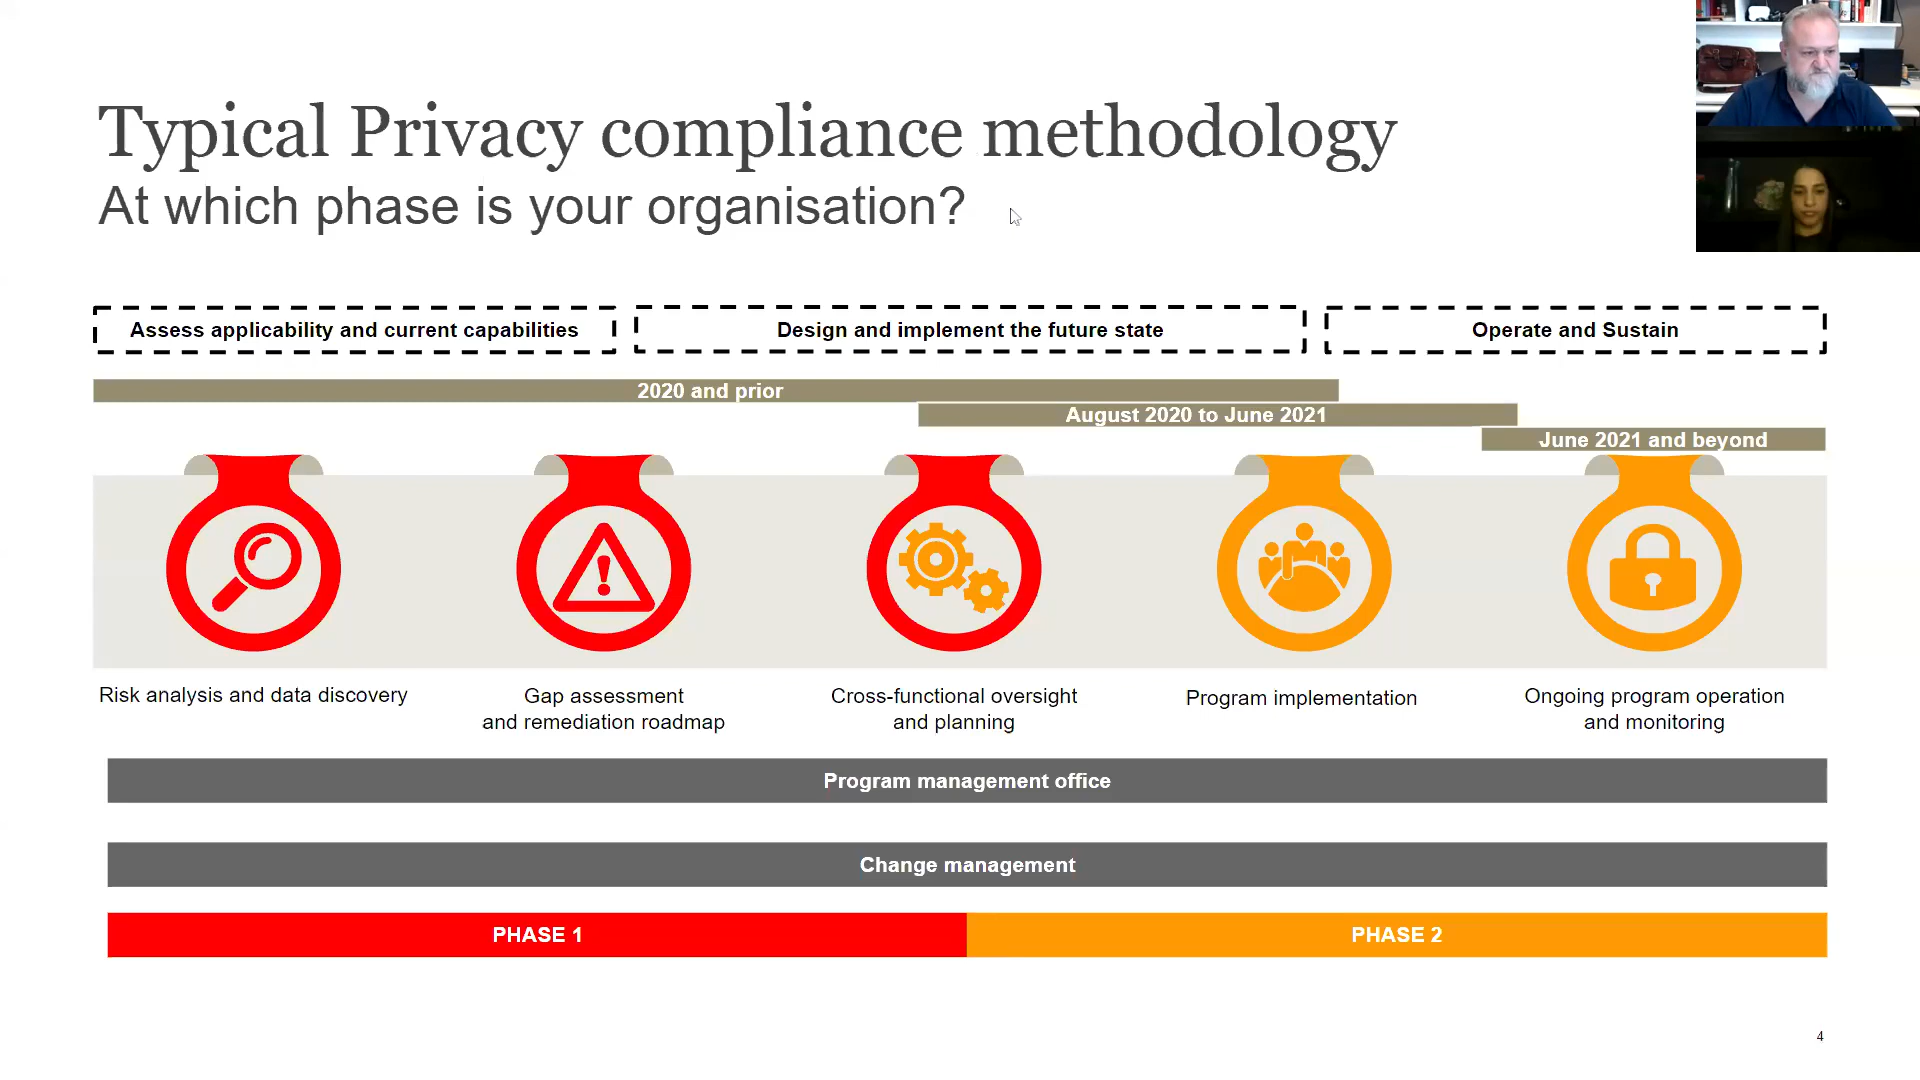 Typical Privacy compliance methodology
At which phase is your organisation?
Assess applicability and current capabilities
Design and implement the future state
Operate and Sustain
2020 and prior
August 2020 to June 2021
June 2021 and beyond
Risk analysis and data discovery
Gap assessment
and remediation roadmap
Cross-functional oversight
and planning
Program implementation
Ongoing program operation
and monitoring
Program management office
Change management
PHASE 1
PHASE 2
4